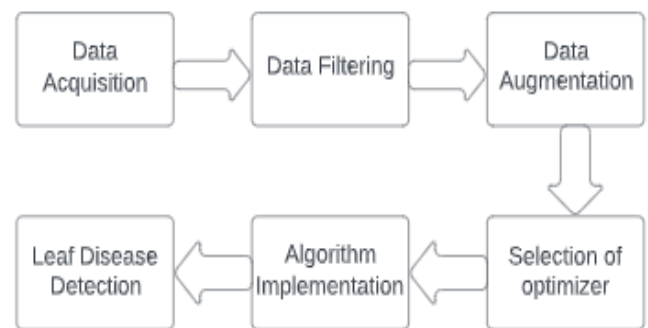 Data
Acquisition
Data Filtering
Data
Augmentation
Selection of
optimizer
Algorithm
Implementation
Leaf Disease
Detection